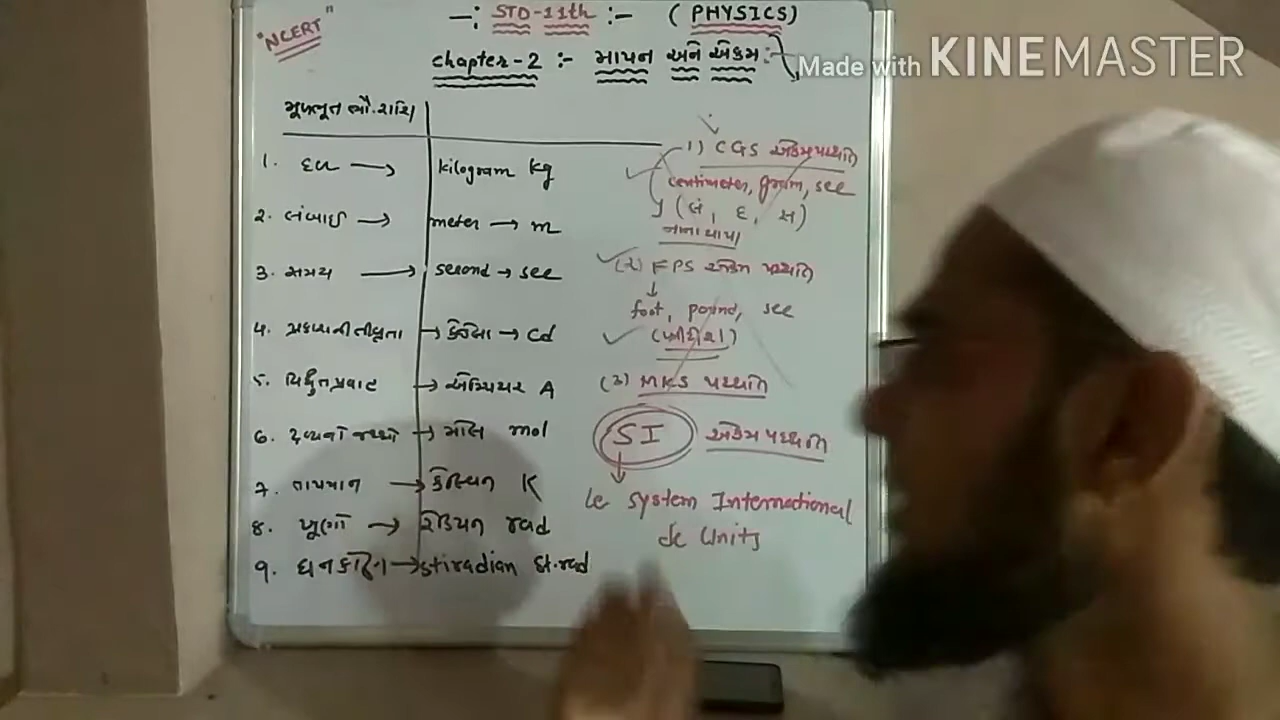 "NCERT"
-: STD-11th :- (PHYSICS)
chapter-2 :- માપન અને એકમ :-
Made with KINEMASTER
મૂળભૂત ભૌ.રાશિ
1. દળ → kilogram kg
2. લંબાઈ → meter → m
3. સમય → second → sec
4. પ્રકાશની તીવ્રતા → કેન્ડેલા → cd
5. વિદ્યુતપ્રવાહ → એમ્પિયર A
6. દ્રવ્યનો જથ્થો → મોલ mol
7. તાપમાન → કેલ્વિન K
8. ખૂણો → રેડિયન rad
9. ઘનકોણ → stiradian St.rad
1) CGS એકમ પધ્ધતિ
centimeter, gram, sec
(લં, દ, સ)
(2) FPS એકમ પધ્ધતિ
foot, pound, sec
(3) MKS પધ્ધતિ
SI એકમ પધ્ધતિ
Le System International
de Units